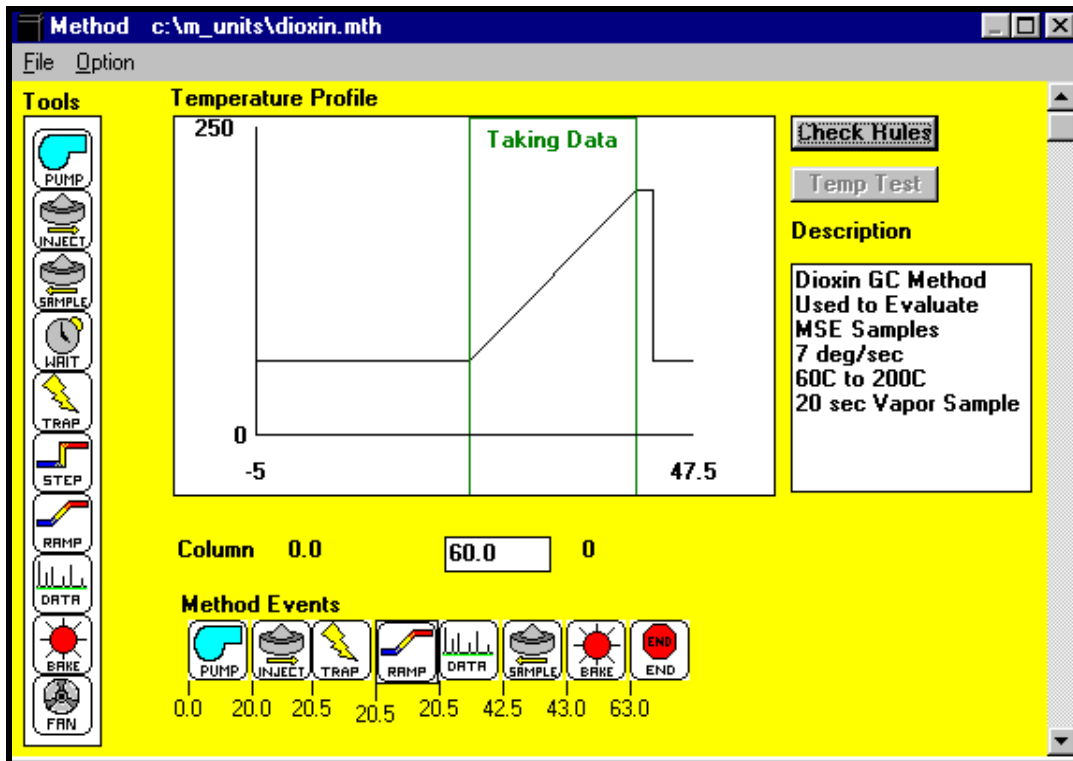 Method c:\m_units\dioxin.mth
File Option
Tools
PUMP
INJECT
SAMPLE
WAIT
TRAP
STEP
RAMP
DATA
BAKE
FAN
Temperature Profile
250
Taking Data
0
-5 47.5
Check Rules
Temp Test
Description
Dioxin GC Method
Used to Evaluate
MSE Samples
7 deg/sec
60C to 200C
20 sec Vapor Sample
Column 0.0 60.0 0
Method Events
PUMP INJECT TRAP RAMP DATA SAMPLE BAKE END END
0.0 20.0 20.5 20.5 20.5 42.5 43.0 63.0